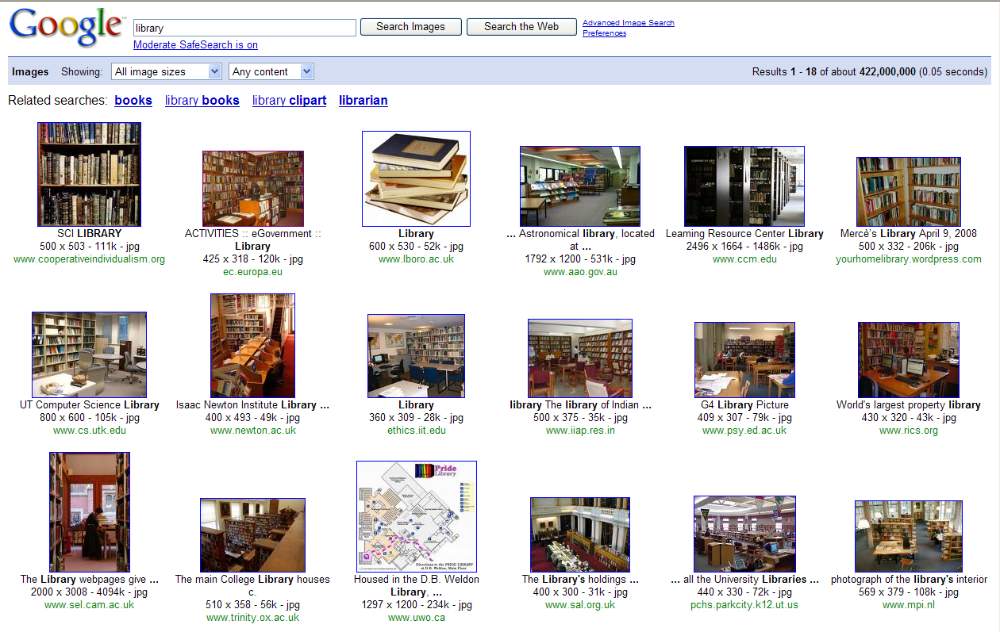 Google™
library
Search Images
Search the Web
Advanced Image Search
Preferences
Moderate SafeSearch is on
Images Showing: All image sizes Any content Results 1 - 18 of about 422,000,000 (0.05 seconds)
Related searches: books library books library clipart librarian
SCI LIBRARY
500 x 503 - 111k - jpg
www.cooperativeindividualism.org
ACTIVITIES :: eGovernment ::
Library
425 x 318 - 120k - jpg
ec.europa.eu
Library
600 x 530 - 52k - jpg
www.lboro.ac.uk
... Astronomical library, located
at ...
1792 x 1200 - 531k - jpg
www.aao.gov.au
Learning Resource Center Library
2496 x 1664 - 1486k - jpg
www.ccm.edu
Mercè's Library April 9, 2008
500 x 332 - 206k - jpg
yourhomelibrary.wordpress.com
UT Computer Science Library
800 x 600 - 105k - jpg
www.cs.utk.edu
Isaac Newton Institute Library ...
400 x 493 - 49k - jpg
www.newton.ac.uk
Library
360 x 309 - 28k - jpg
ethics.iit.edu
library The library of Indian ...
500 x 375 - 35k - jpg
www.iiap.res.in
G4 Library Picture
409 x 307 - 79k - jpg
www.psy.ed.ac.uk
World's largest property library
430 x 320 - 43k - jpg
www.rics.org
The Library webpages give ...
2000 x 3008 - 4094k - jpg
www.sel.cam.ac.uk
The main College Library houses
c.
510 x 358 - 56k - jpg
www.trinity.ox.ac.uk
Pride
Library
Directions to the PRIDE LIBRARY
at D.B. Weldon, Main Floor
Housed in the D.B. Weldon
Library, ...
1297 x 1200 - 234k - jpg
www.uwo.ca
The Library's holdings ...
400 x 300 - 31k - jpg
www.sal.org.uk
... all the University Libraries ...
440 x 330 - 72k - jpg
pchs.parkcity.k12.ut.us
photograph of the library's interior
569 x 379 - 108k - jpg
www.mpi.nl